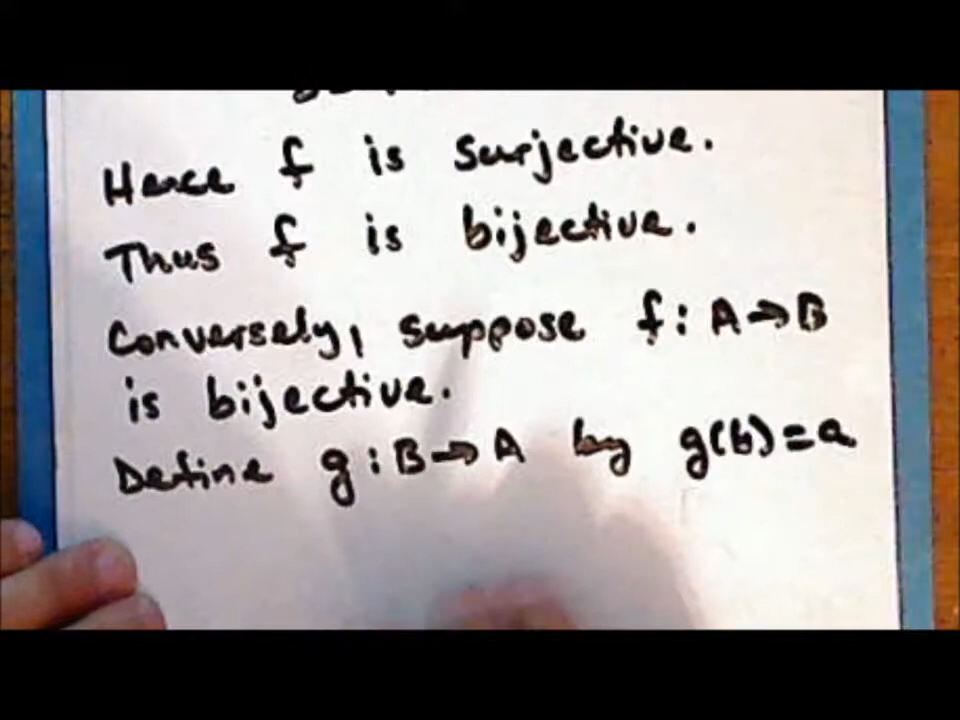 Hence f is surjective.
Thus f is bijective.
Conversely, suppose f: A→B
is bijective.
Define g: B→A by g(b)=a